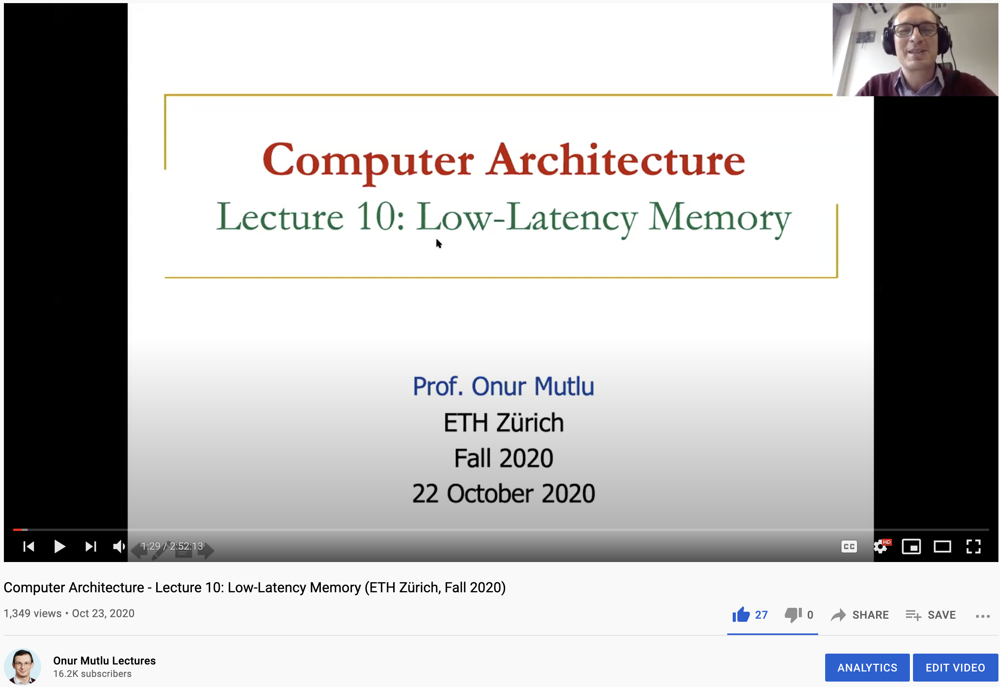 Computer Architecture
Lecture 10: Low-Latency Memory
Prof. Onur Mutlu
ETH Zürich
Fall 2020
22 October 2020
1:29 / 2:52:13
CC
HD
Computer Architecture - Lecture 10: Low-Latency Memory (ETH Zürich, Fall 2020)
1,349 views • Oct 23, 2020
27
0
SHARE
SAVE
Onur Mutlu Lectures
16.2K subscribers
ANALYTICS
EDIT VIDEO